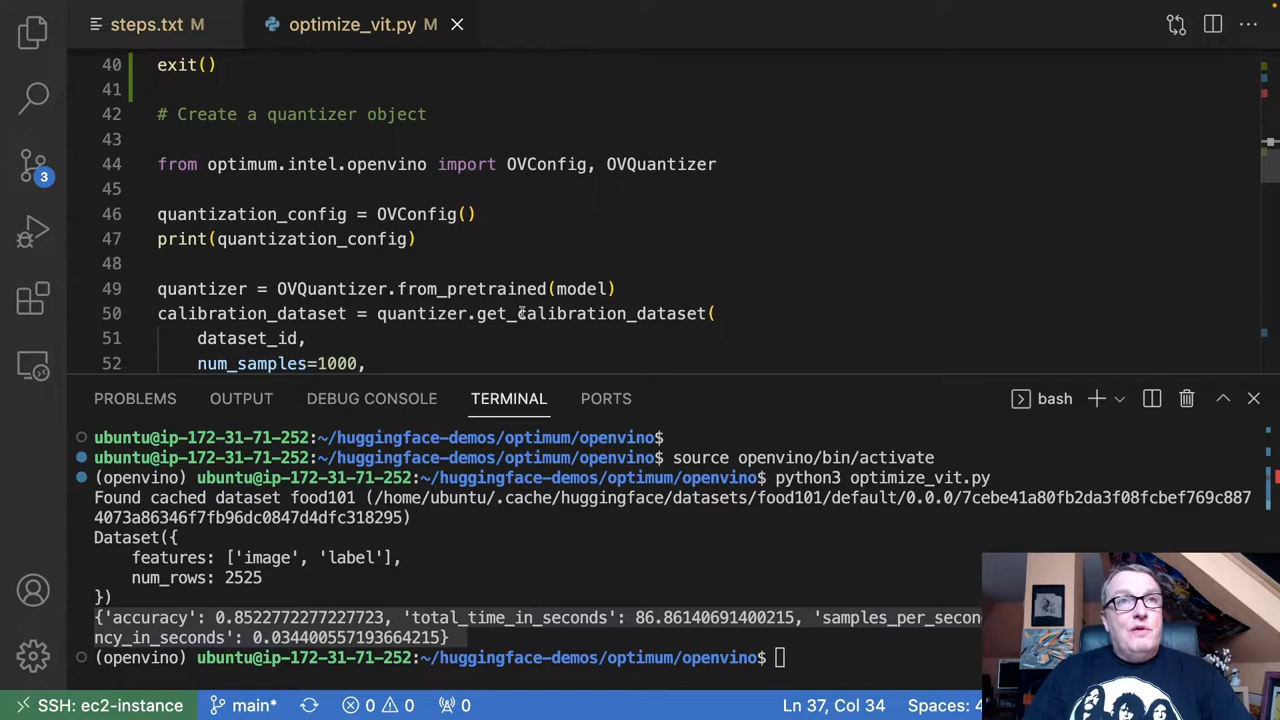 steps.txt M
optimize_vit.py M
40 exit()
41
42 # Create a quantizer object
43
44 from optimum.intel.openvino import OVConfig, OVQuantizer
45
46 quantization_config = OVConfig()
47 print(quantization_config)
48
49 quantizer = OVQuantizer.from_pretrained(model)
50 calibration_dataset = quantizer.get_calibration_dataset(
51 dataset_id,
52 num_samples=1000,
3
PROBLEMS OUTPUT DEBUG CONSOLE TERMINAL PORTS bash
ubuntu@ip-172-31-71-252:~/huggingface-demos/optimum/openvino$
ubuntu@ip-172-31-71-252:~/huggingface-demos/optimum/openvino$ source openvino/bin/activate
(openvino) ubuntu@ip-172-31-71-252:~/huggingface-demos/optimum/openvino$ python3 optimize_vit.py
Found cached dataset food101 (/home/ubuntu/.cache/huggingface/datasets/food101/default/0.0.0/7cebe41a80fb2da3f08fcbef769c887
4073a86346f7fb96dc0847d4dfc318295)
Dataset({
features: ['image', 'label'],
num_rows: 2525
})
{'accuracy': 0.8522772277227723, 'total_time_in_seconds': 86.86140691400215, 'samples_per_secon
ncy_in_seconds': 0.034400557193664215}
(openvino) ubuntu@ip-172-31-71-252:~/huggingface-demos/optimum/openvino$
SSH: ec2-instance main* 0 0 0 Ln 37, Col 34 Spaces: 4